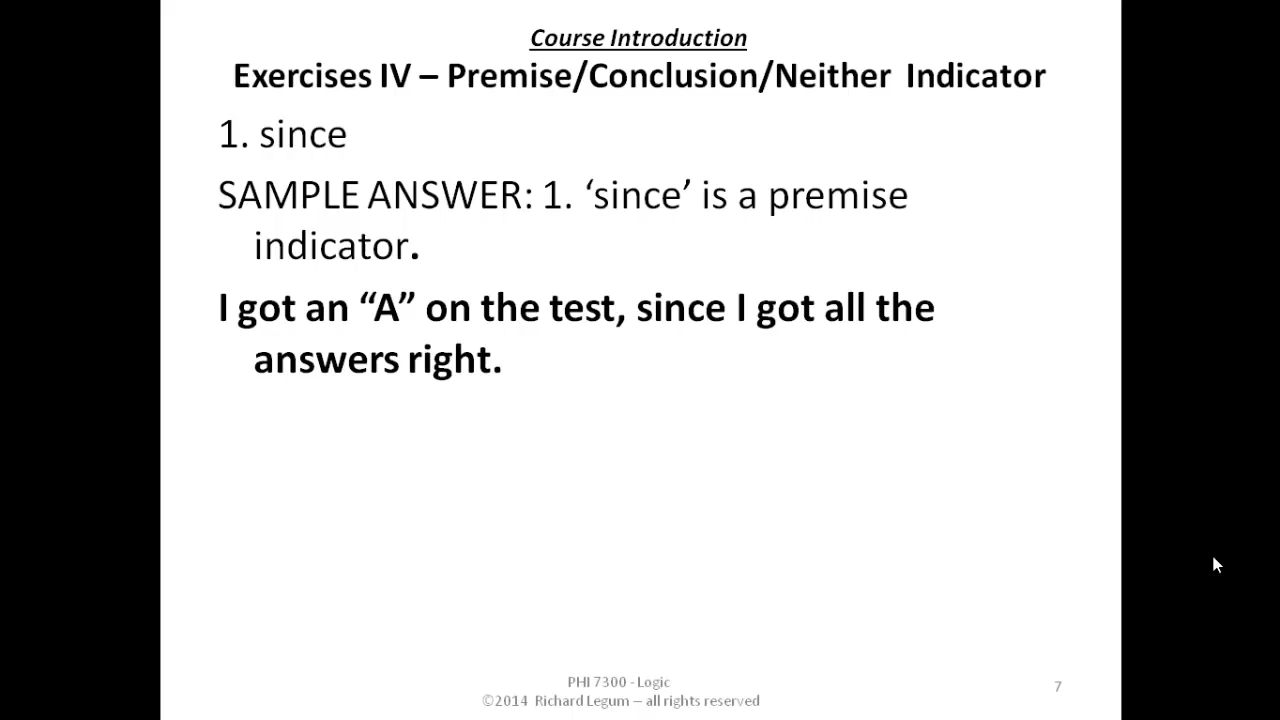 Course Introduction
Exercises IV – Premise/Conclusion/Neither Indicator
1. since
SAMPLE ANSWER: 1. ‘since’ is a premise
indicator.
I got an “A” on the test, since I got all the
answers right.
PHI 7300 - Logic
©2014 Richard Legum – all rights reserved
7